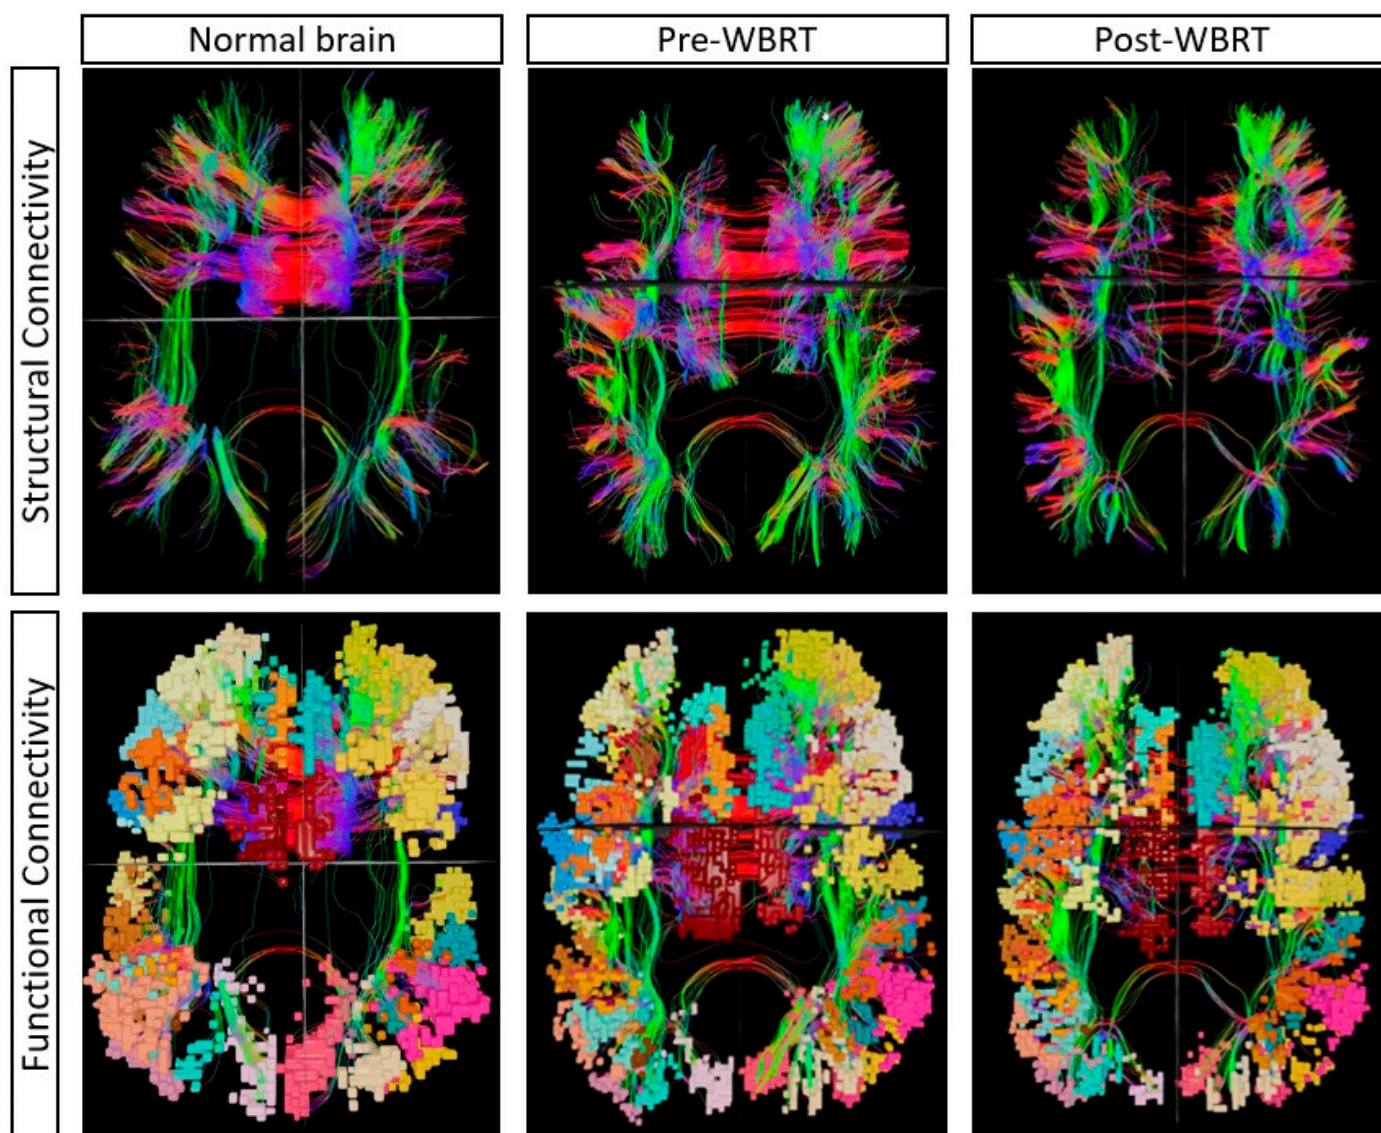 Normal brain
Pre-WBRT
Post-WBRT
Structural Connectivity
Functional Connectivity